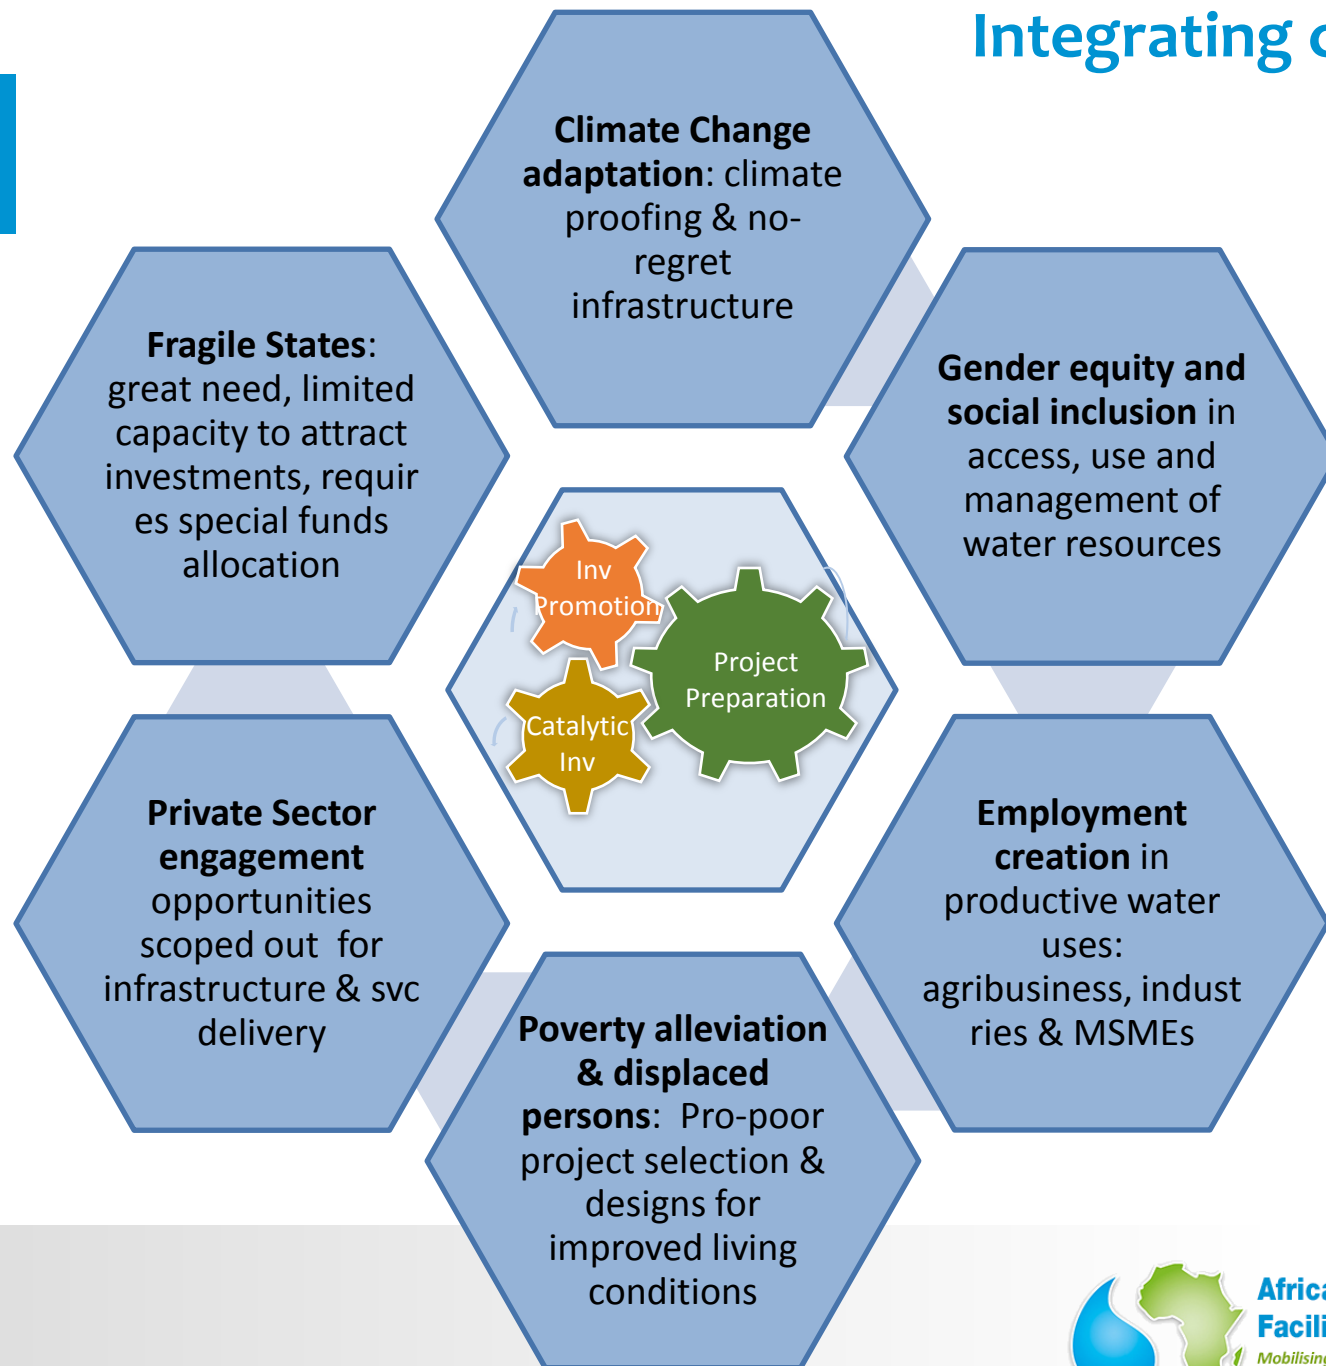 Integrating
Climate Change
adaptation: climate
proofing & no-
regret
infrastructure
Fragile States:
great need, limited
capacity to attract
investments, requir
es special funds
allocation
Gender equity and
social inclusion in
access, use and
management of
water resources
Inv
Promotion
Project
Preparation
Catalytic
Inv
Private Sector
engagement
opportunities
scoped out  for
infrastructure & svc
delivery
Employment
creation in
productive water
uses:
agribusiness, indust
ries & MSMEs
Poverty alleviation
& displaced
persons:  Pro-poor
project selection &
designs for
improved living
conditions
Africa
Facili
Mobilising